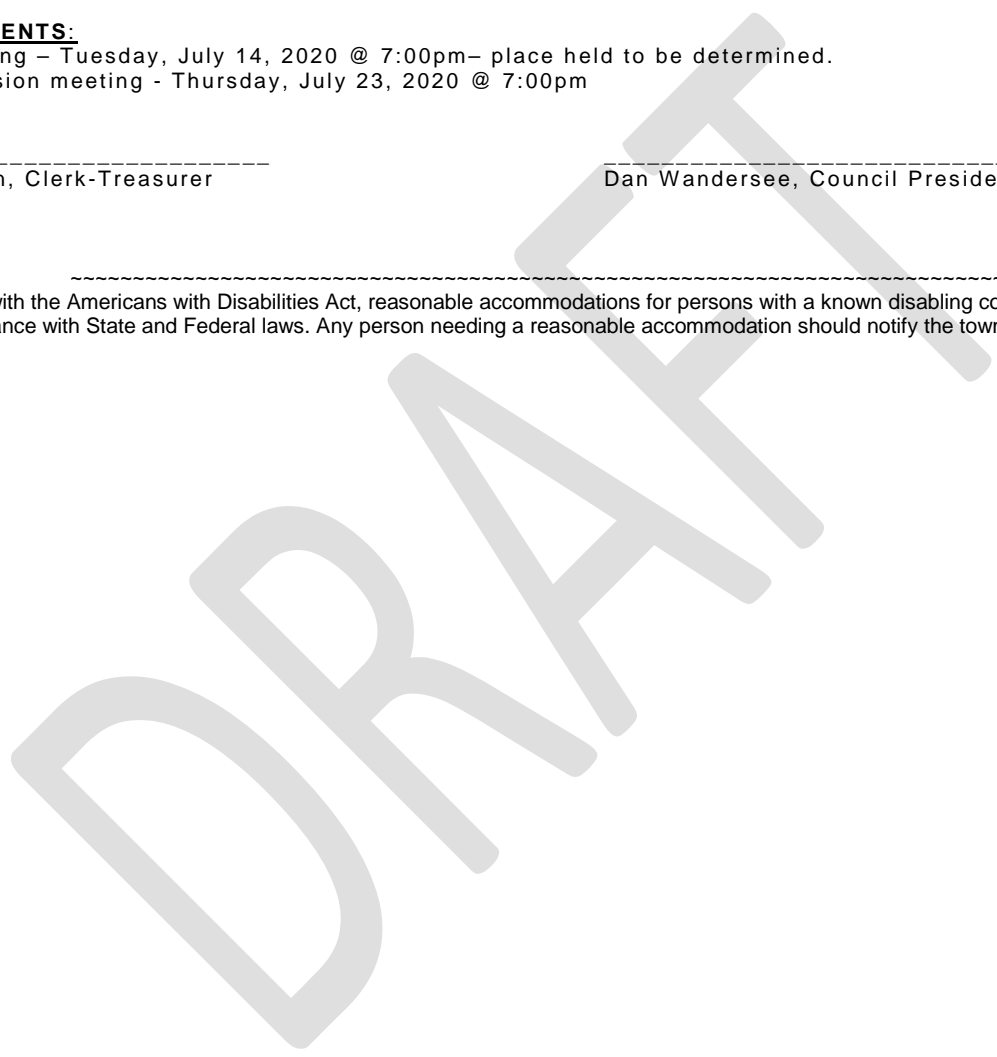 ENTS:
ng – Tuesday, July 14, 2020 @ 7:00pm– place held to be determined.
sion meeting - Thursday, July 23, 2020 @ 7:00pm
____________________ ____________________________
n, Clerk-Treasurer Dan Wandersee, Council Preside
~~~~~~~~~~~~~~~~~~~~~~~~~~~~~~~~~~~~~~~~~~~~~~~~~~~~~~~~~~~~~~~~~~~~~~~~~~
with the Americans with Disabilities Act, reasonable accommodations for persons with a known disabling co
ance with State and Federal laws. Any person needing a reasonable accommodation should notify the town
DRAFT